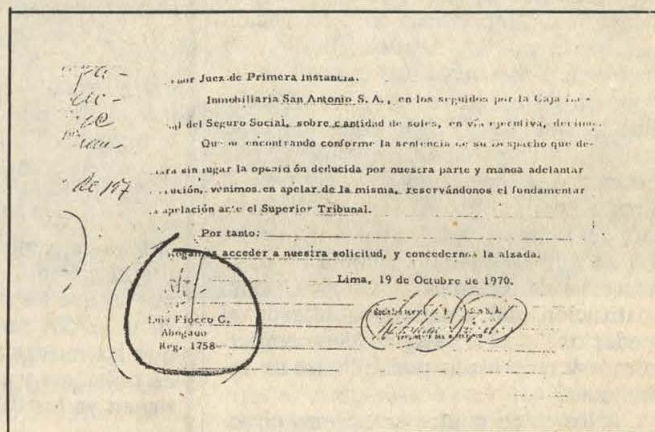 Juez de Primera Instancia.
Inmobiliaria San Antonio S. A., en los seguidos por la Caja
del Seguro Social, sobre cantidad de soles, en vía ejecutiva, decimos
Que no encontrando conforme la sentencia de su Despacho que de-
sin lugar la oposición deducida por nuestra parte y manda adelantar
venimos en apelar de la misma, reservándonos el fundamentar
apelación ante el Superior Tribunal.
Por tanto:
acceder a nuestra solicitud, y concedernos la alzada.
Lima, 19 de Octubre de 1970.
de 197
Luis Fiocco C.
Abogado
Reg. 1758